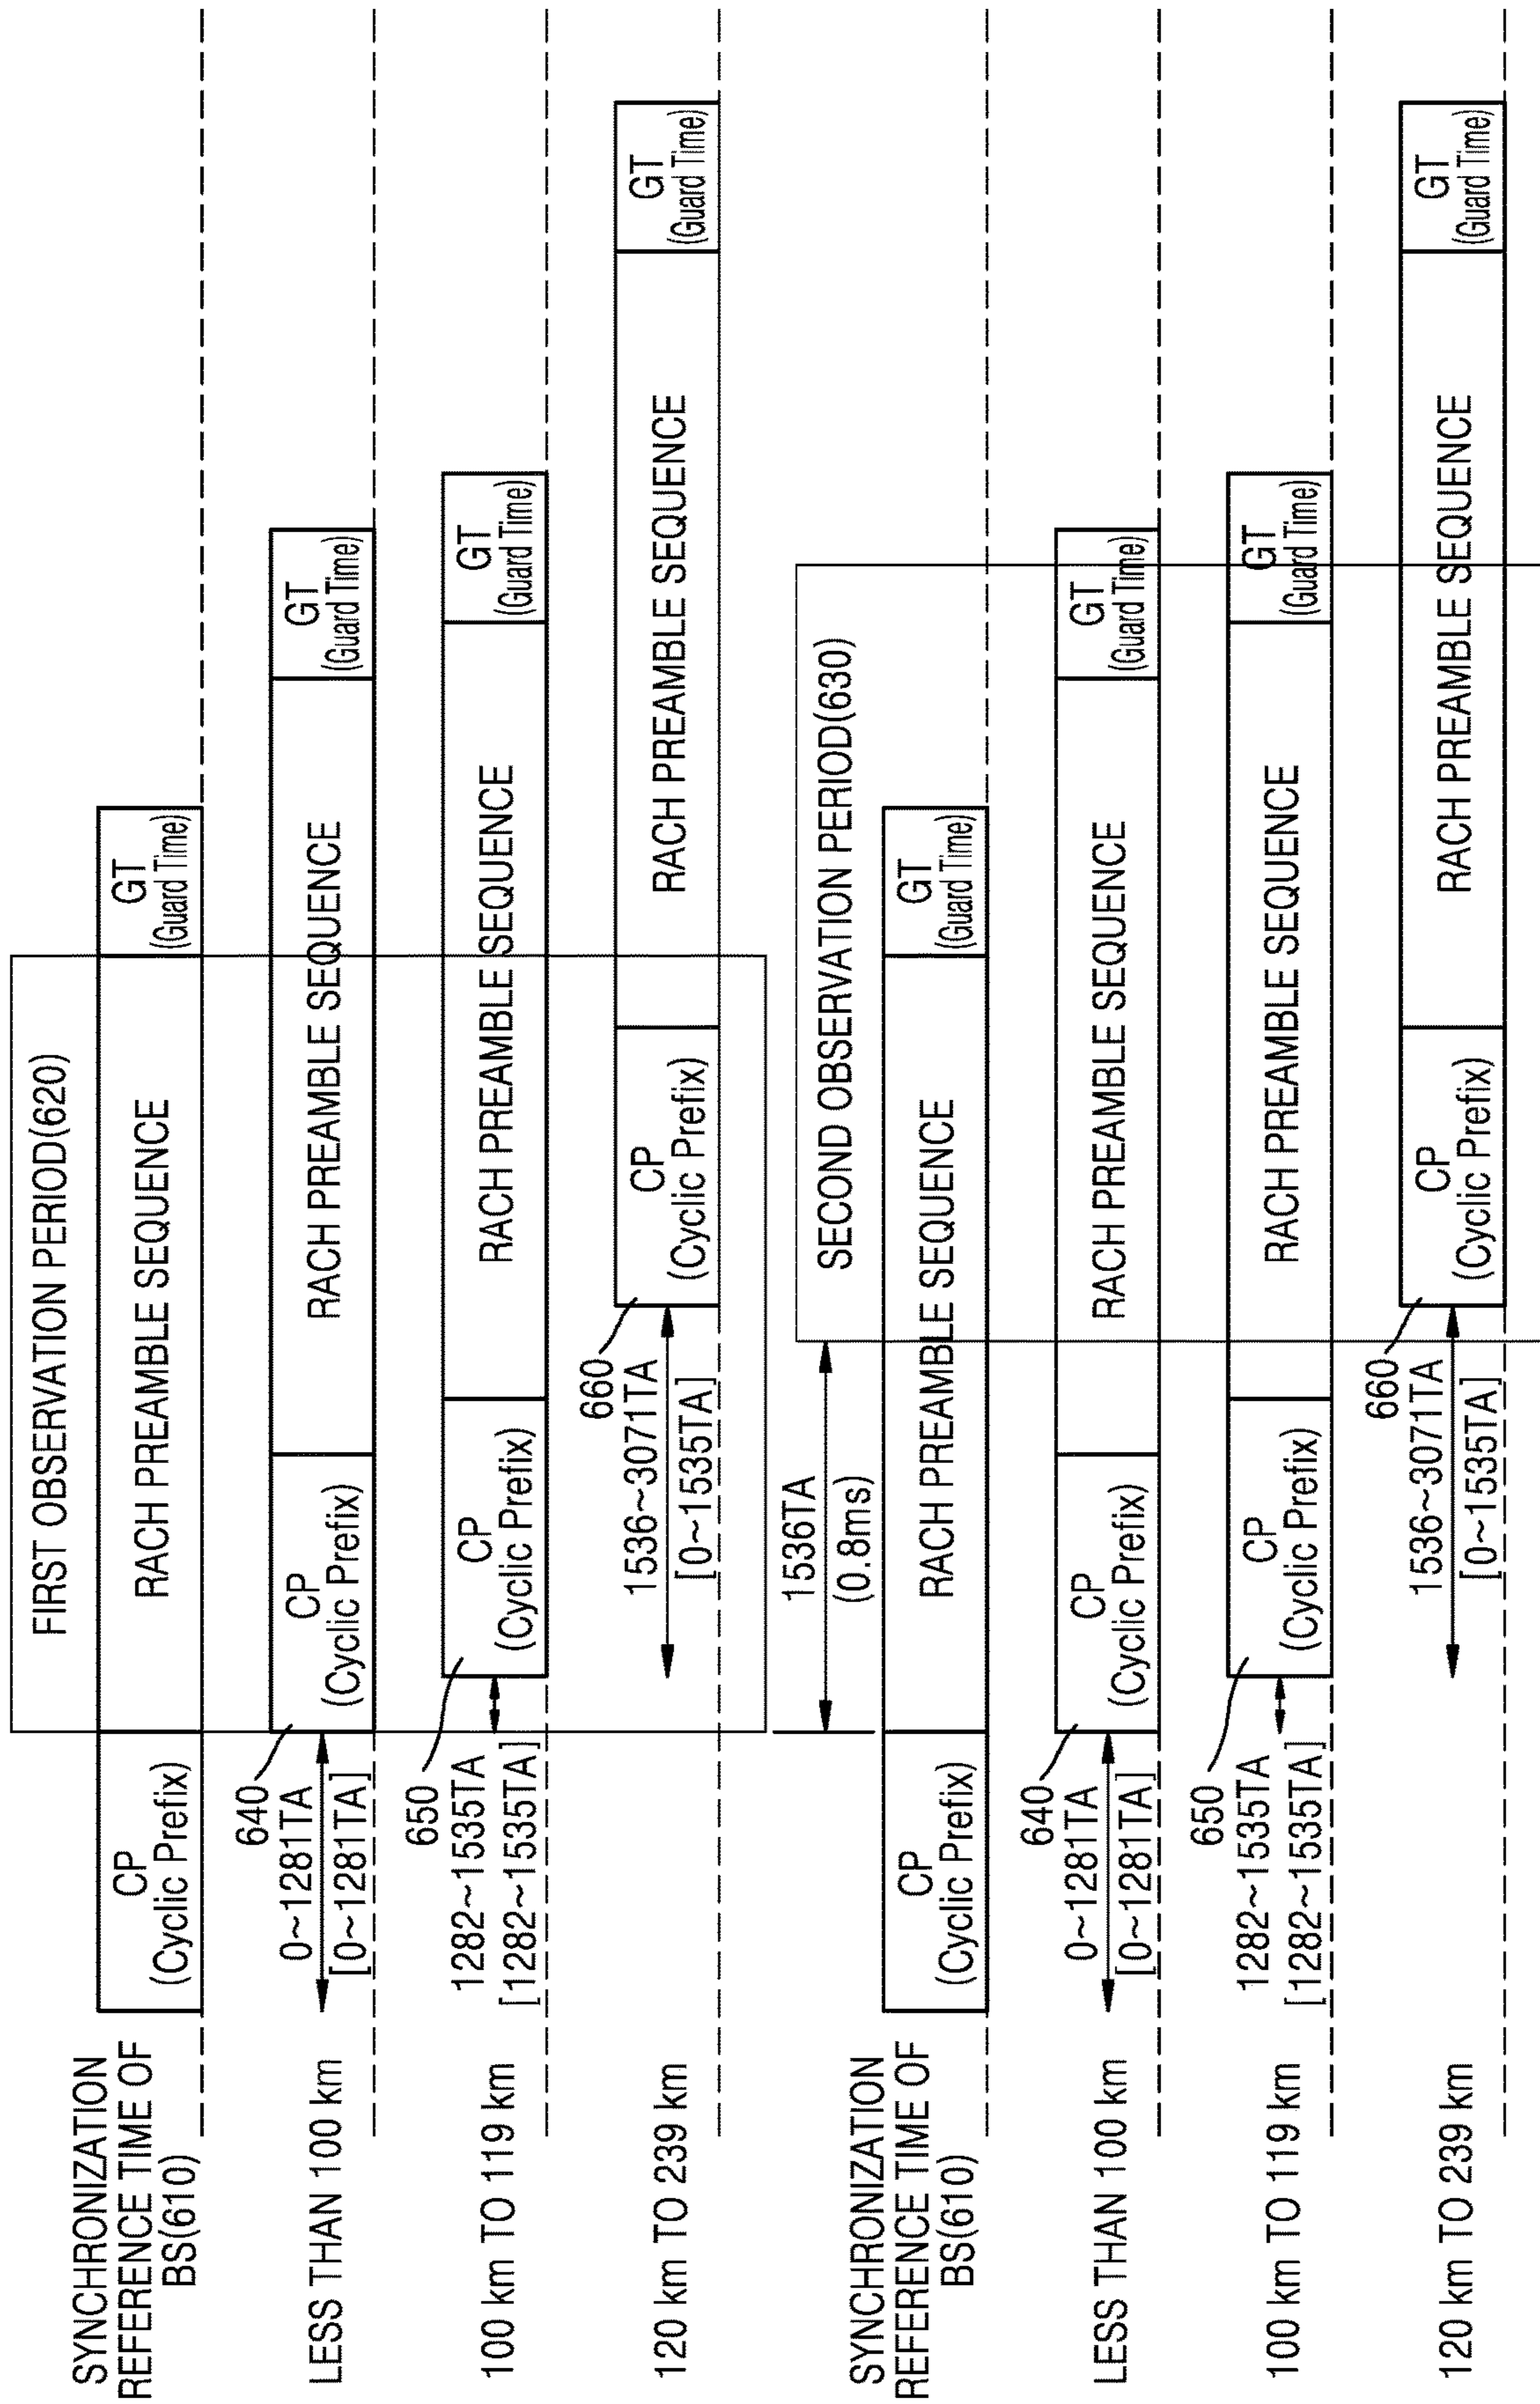 FIRST OBSERVATION PERIOD(620)
SYNCHRONIZATION
REFERENCE TIME OF
BS(610)
CP
(Cyclic Prefix)
RACH PREAMBLE SEQUENCE
GT
(Guard Time)
LESS THAN 100 km
640
0~1281TA
[0~1281TA]
CP
(Cyclic Prefix)
RACH PREAMBLE SEQUENCE
GT
(Guard Time)
100 km TO 119 km
650
1282~1535TA
[1282~1535TA]
CP
(Cyclic Prefix)
RACH PREAMBLE SEQUENCE
GT
(Guard Time)
120 km TO 239 km
660
1536~3071TA
[0~1535TA]
CP
(Cyclic Prefix)
RACH PREAMBLE SEQUENCE
GT
(Guard Time)
1536TA
(0.8ms)
SECOND OBSERVATION PERIOD(630)
SYNCHRONIZATION
REFERENCE TIME OF
BS(610)
CP
(Cyclic Prefix)
RACH PREAMBLE SEQUENCE
GT
(Guard Time)
LESS THAN 100 km
640
0~1281TA
[0~1281TA]
CP
(Cyclic Prefix)
RACH PREAMBLE SEQUENCE
GT
(Guard Time)
100 km TO 119 km
650
1282~1535TA
[1282~1535TA]
CP
(Cyclic Prefix)
RACH PREAMBLE SEQUENCE
GT
(Guard Time)
120 km TO 239 km
660
1536~3071TA
[0~1535TA]
CP
(Cyclic Prefix)
RACH PREAMBLE SEQUENCE
GT
(Guard Time)